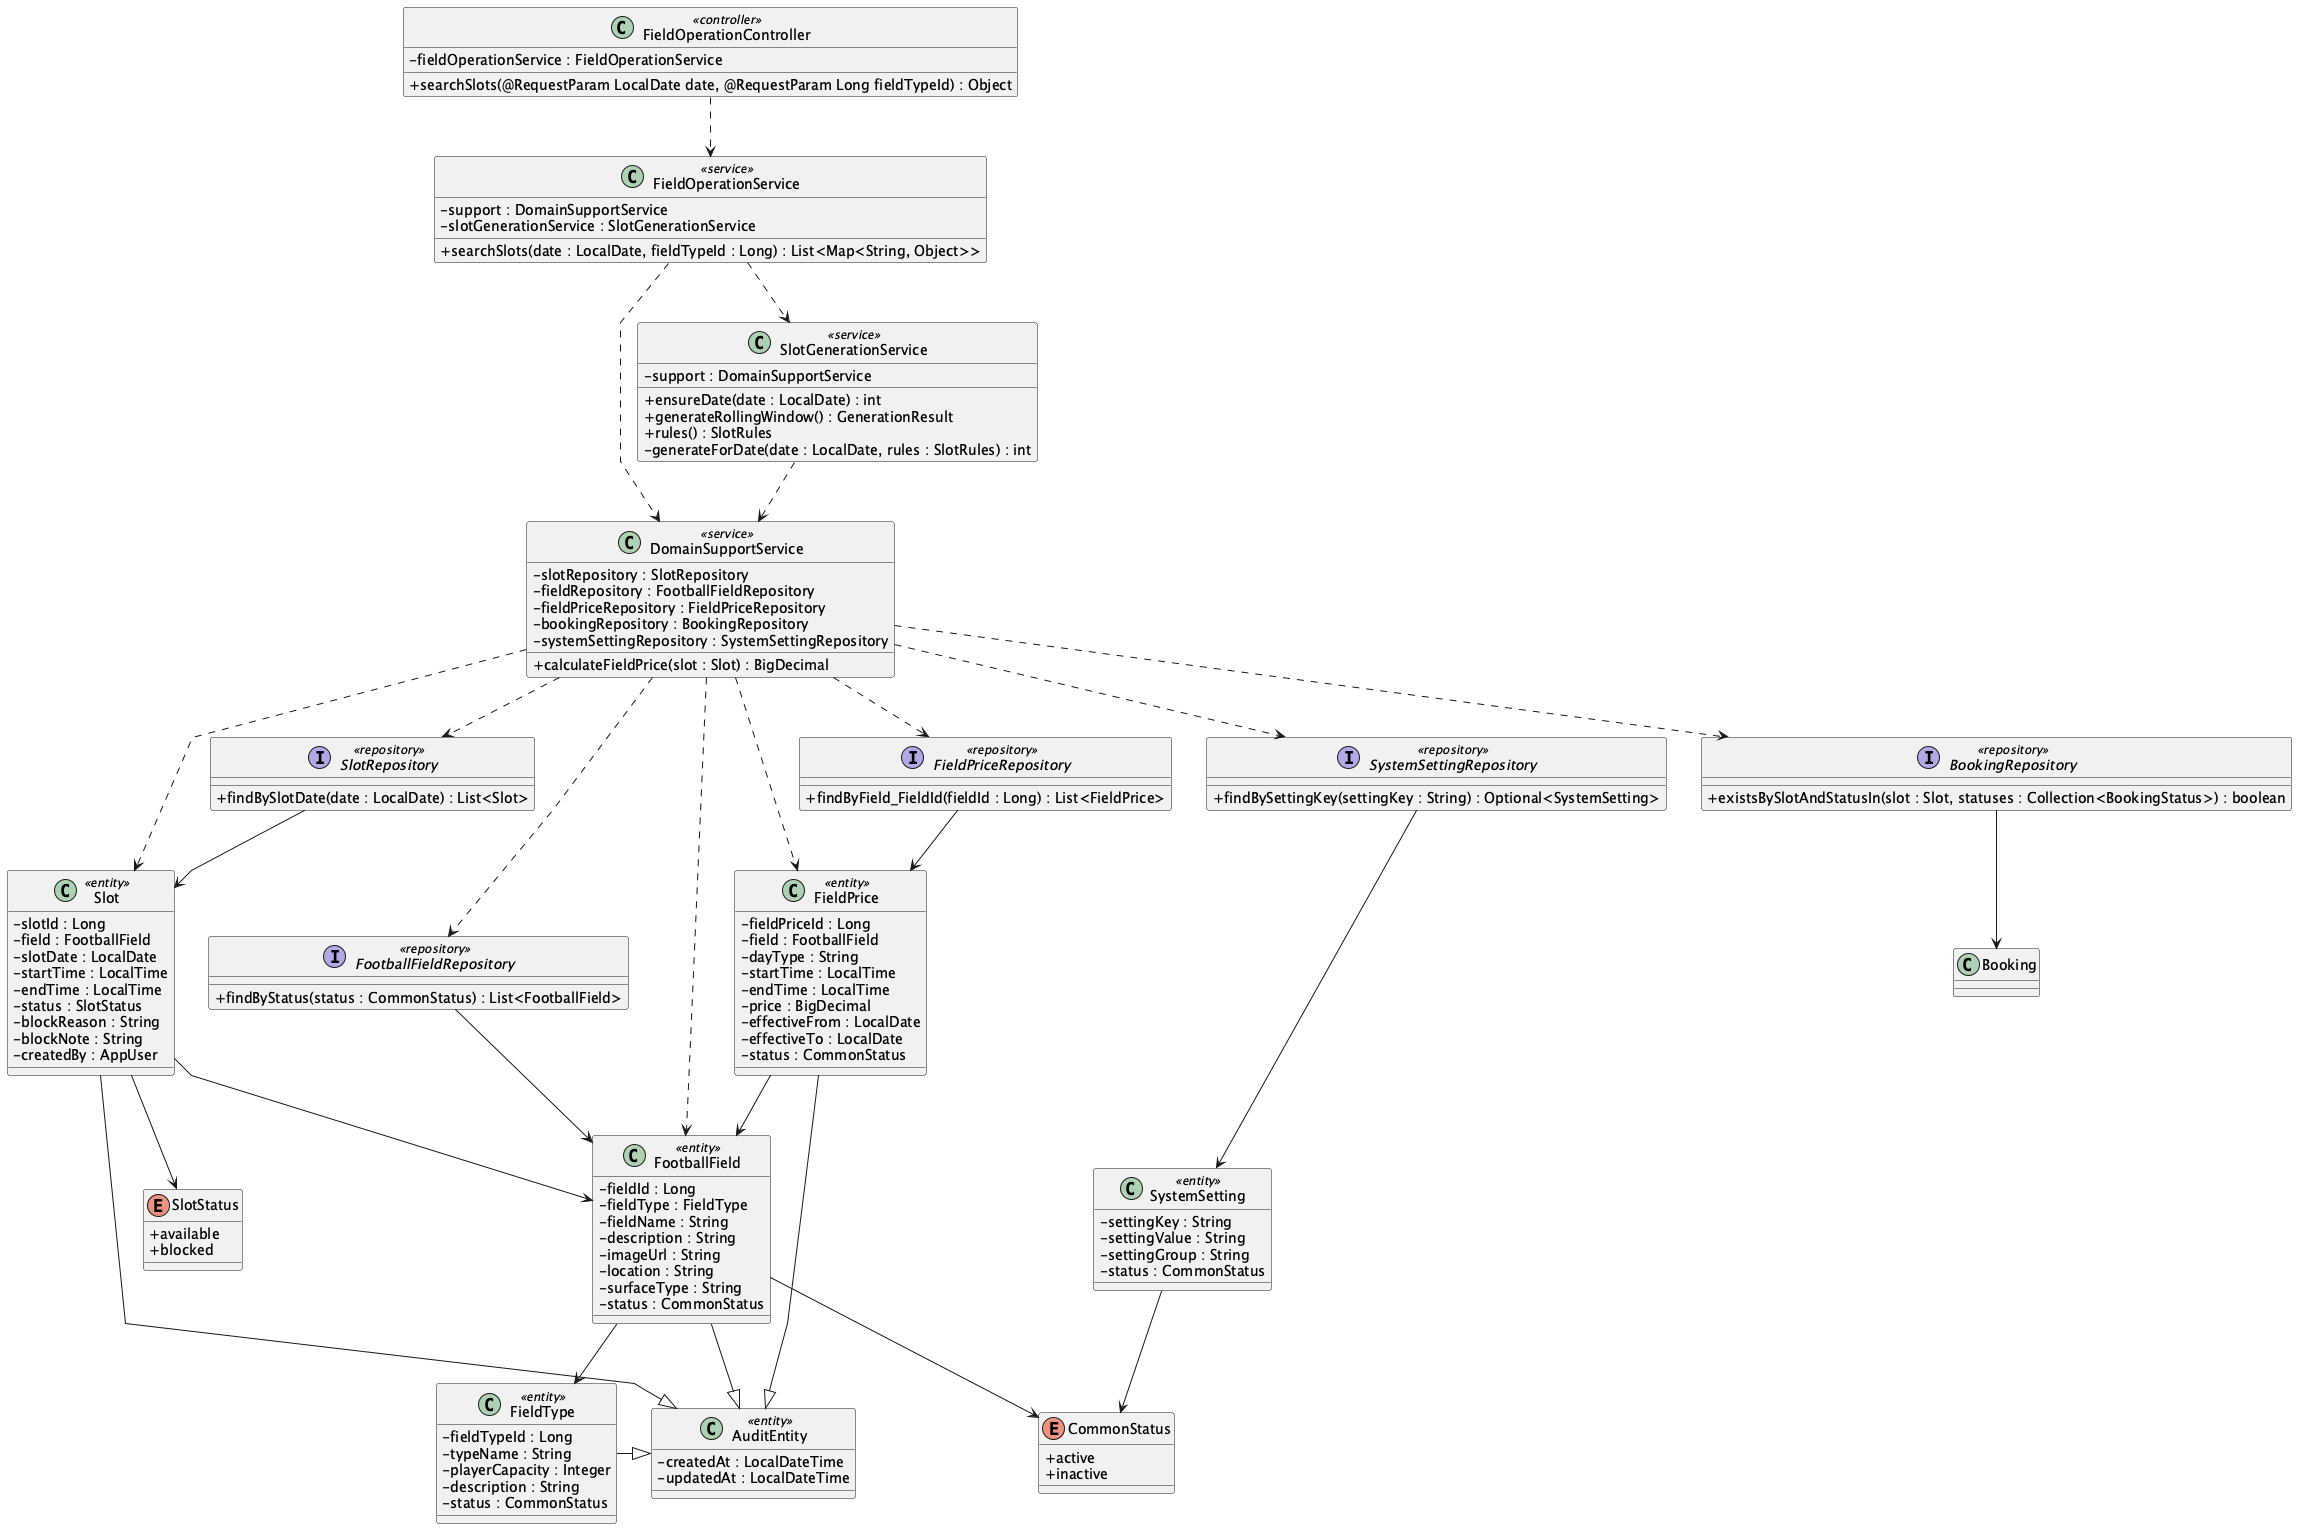 C
«controller»
FieldOperationController
-fieldOperationService : FieldOperationService
+searchSlots(@RequestParam LocalDate date, @RequestParam Long fieldTypeId) : Object
C
«service»
FieldOperationService
-support : DomainSupportService
-slotGenerationService : SlotGenerationService
+searchSlots(date : LocalDate, fieldTypeId : Long) : List<Map<String, Object>>
C
«service»
SlotGenerationService
-support : DomainSupportService
+ensureDate(date : LocalDate) : int
+generateRollingWindow() : GenerationResult
+rules() : SlotRules
-generateForDate(date : LocalDate, rules : SlotRules) : int
C
«service»
DomainSupportService
-slotRepository : SlotRepository
-fieldRepository : FootballFieldRepository
-fieldPriceRepository : FieldPriceRepository
-bookingRepository : BookingRepository
-systemSettingRepository : SystemSettingRepository
+calculateFieldPrice(slot : Slot) : BigDecimal
I
«repository»
SlotRepository
+findBySlotDate(date : LocalDate) : List<Slot>
I
«repository»
FieldPriceRepository
+findByField_FieldId(fieldId : Long) : List<FieldPrice>
I
«repository»
SystemSettingRepository
+findBySettingKey(settingKey : String) : Optional<SystemSetting>
I
«repository»
BookingRepository
+existsBySlotAndStatusIn(slot : Slot, statuses : Collection<BookingStatus>) : boolean
C
«entity»
Slot
-slotId : Long
-field : FootballField
-slotDate : LocalDate
-startTime : LocalTime
-endTime : LocalTime
-status : SlotStatus
-blockReason : String
-blockNote : String
-createdBy : AppUser
I
«repository»
FootballFieldRepository
+findByStatus(status : CommonStatus) : List<FootballField>
C
«entity»
FieldPrice
-fieldPriceId : Long
-field : FootballField
-dayType : String
-startTime : LocalTime
-endTime : LocalTime
-price : BigDecimal
-effectiveFrom : LocalDate
-effectiveTo : LocalDate
-status : CommonStatus
C
Booking
E
SlotStatus
+available
+blocked
C
«entity»
FootballField
-fieldId : Long
-fieldType : FieldType
-fieldName : String
-description : String
-imageUrl : String
-location : String
-surfaceType : String
-status : CommonStatus
C
«entity»
SystemSetting
-settingKey : String
-settingValue : String
-settingGroup : String
-status : CommonStatus
C
«entity»
FieldType
-fieldTypeId : Long
-typeName : String
-playerCapacity : Integer
-description : String
-status : CommonStatus
C
«entity»
AuditEntity
-createdAt : LocalDateTime
-updatedAt : LocalDateTime
E
CommonStatus
+active
+inactive